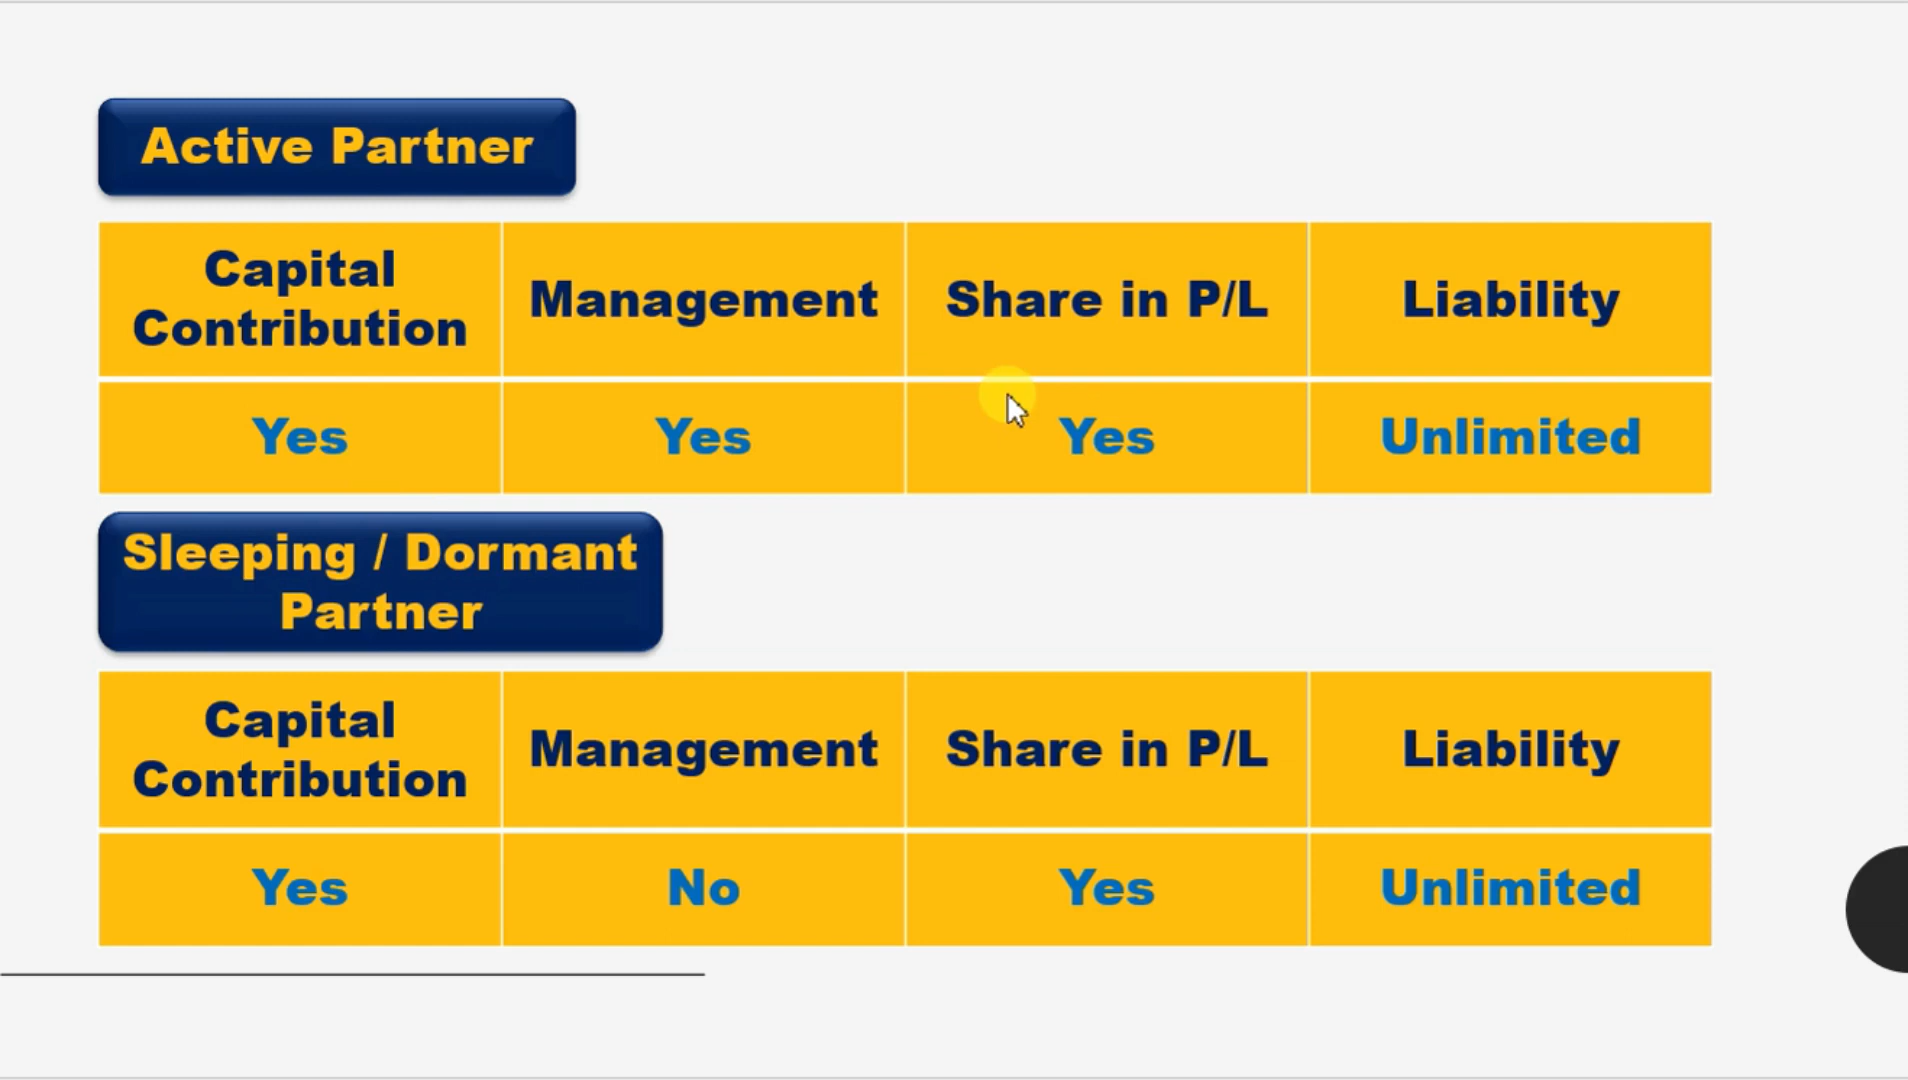 Active Partner
Capital
Contribution
Management
Share in P/L
Liability
Yes
Yes
Yes
Unlimited
Sleeping / Dormant
Partner
Capital
Contribution
Management
Share in P/L
Liability
Yes
No
Yes
Unlimited